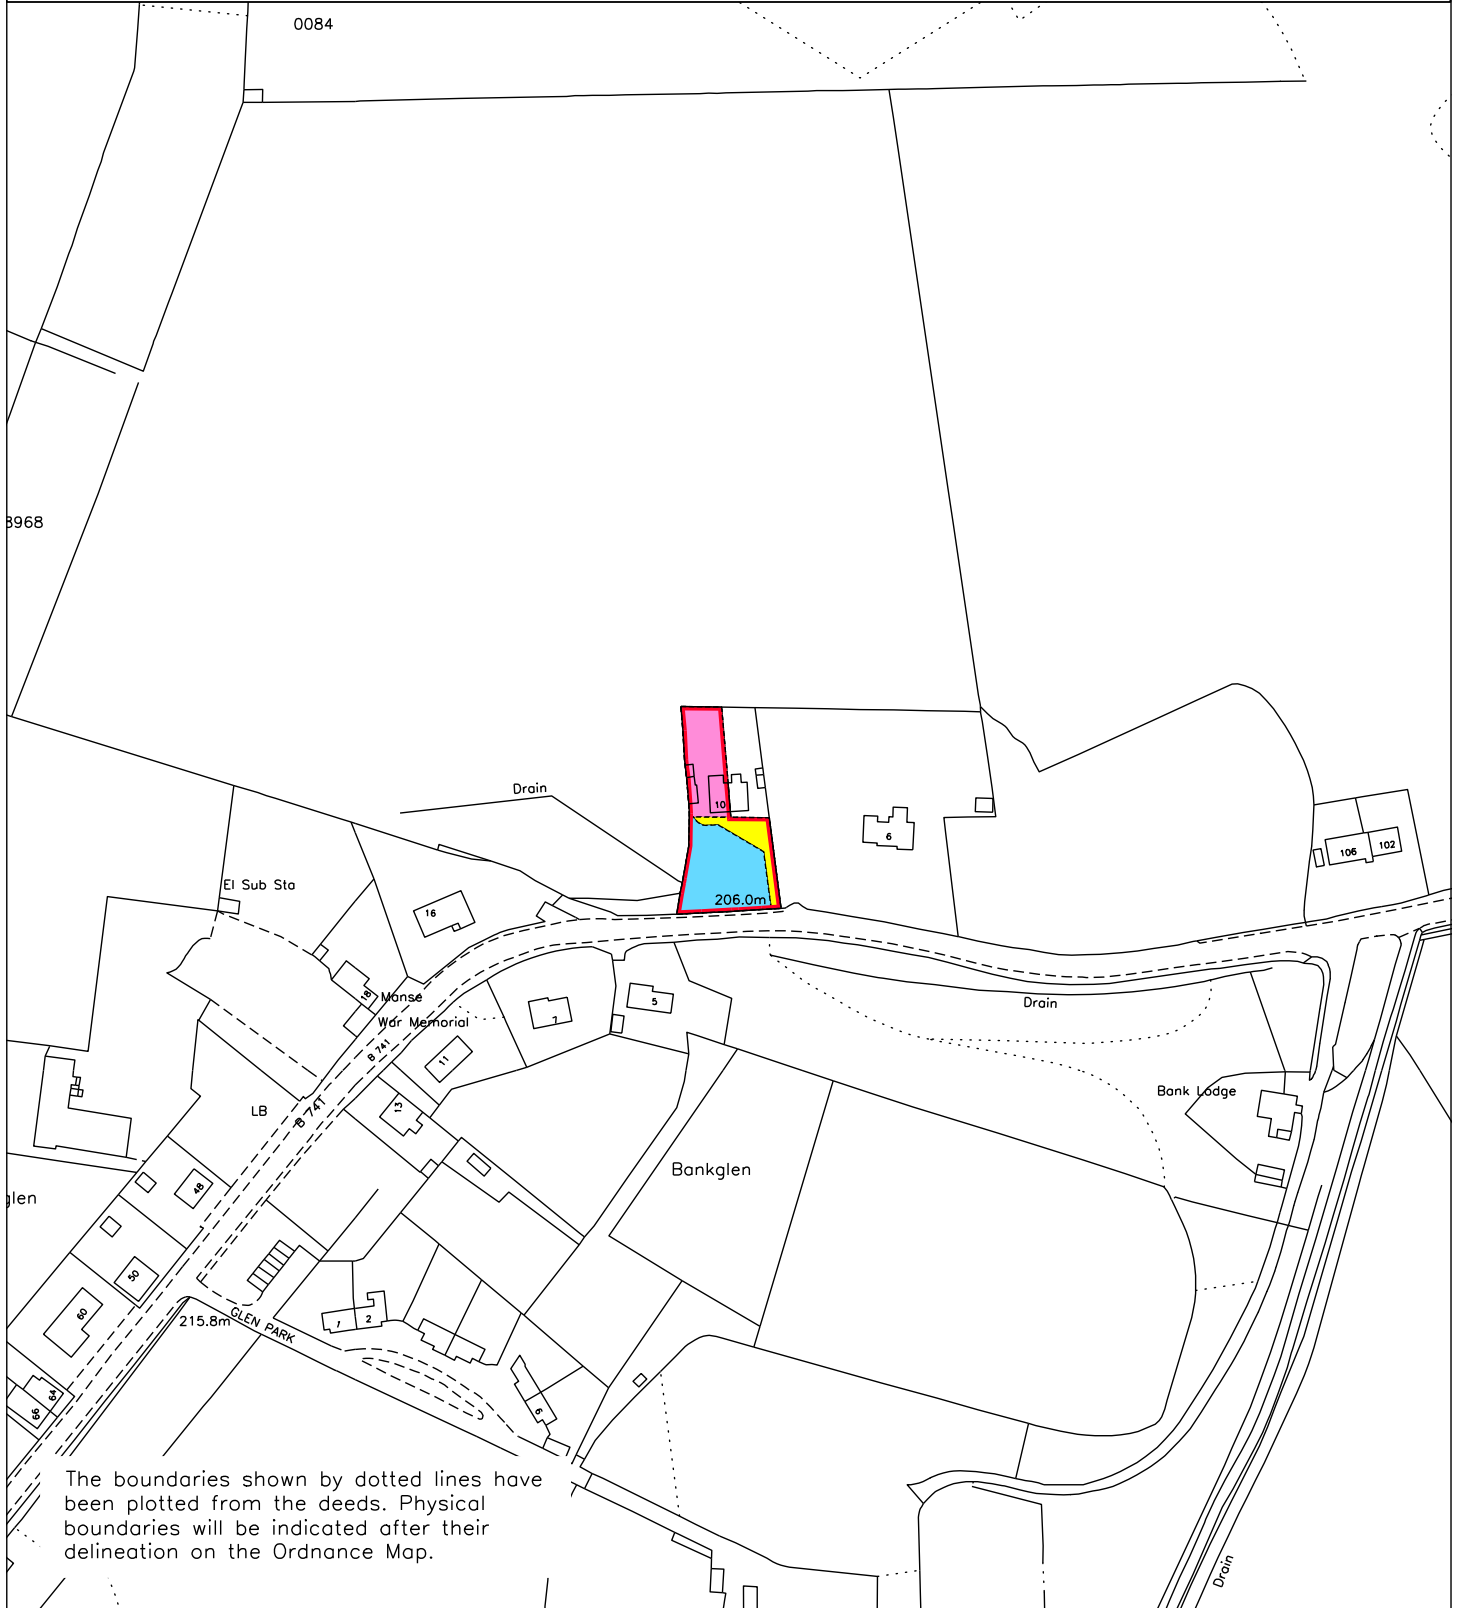 0084
3968
Drain
10
6
106
102
El Sub Sta
16
206.0m
18
Manse
War Memorial
7
5
Drain
B 741
11
LB
B 741
13
Bank Lodge
Bankglen
glen
48
50
60
215.8m
GLEN PARK
1
2
64
66
6
The boundaries shown by dotted lines have
been plotted from the deeds. Physical
boundaries will be indicated after their
delineation on the Ordnance Map.
Drain